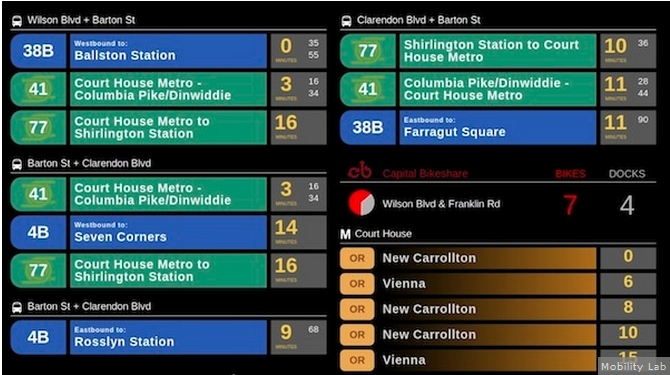 Wilson Blvd + Barton St
38B
Westbound to:
Ballston Station
0
MINUTES
35
55
41
Court House Metro -
Columbia Pike/Dinwiddie
3
MINUTES
16
34
77
Court House Metro to
Shirlington Station
16
MINUTES
Barton St + Clarendon Blvd
41
Court House Metro -
Columbia Pike/Dinwiddie
3
MINUTES
16
34
4B
Westbound to:
Seven Corners
14
MINUTES
77
Court House Metro to
Shirlington Station
16
MINUTES
Barton St + Clarendon Blvd
4B
Eastbound to:
Rosslyn Station
9
MINUTES
68
Clarendon Blvd + Barton St
77
Shirlington Station to Court
House Metro
10
MINUTES
36
41
Columbia Pike/Dinwiddie -
Court House Metro
11
MINUTES
28
44
38B
Eastbound to:
Farragut Square
11
MINUTES
90
cb Capital Bikeshare BIKES DOCKS
Wilson Blvd & Franklin Rd 7 4
M Court House
OR New Carrollton 0
OR Vienna 6
OR New Carrollton 8
OR New Carrollton 10
OR Vienna 15
Mobility Lab